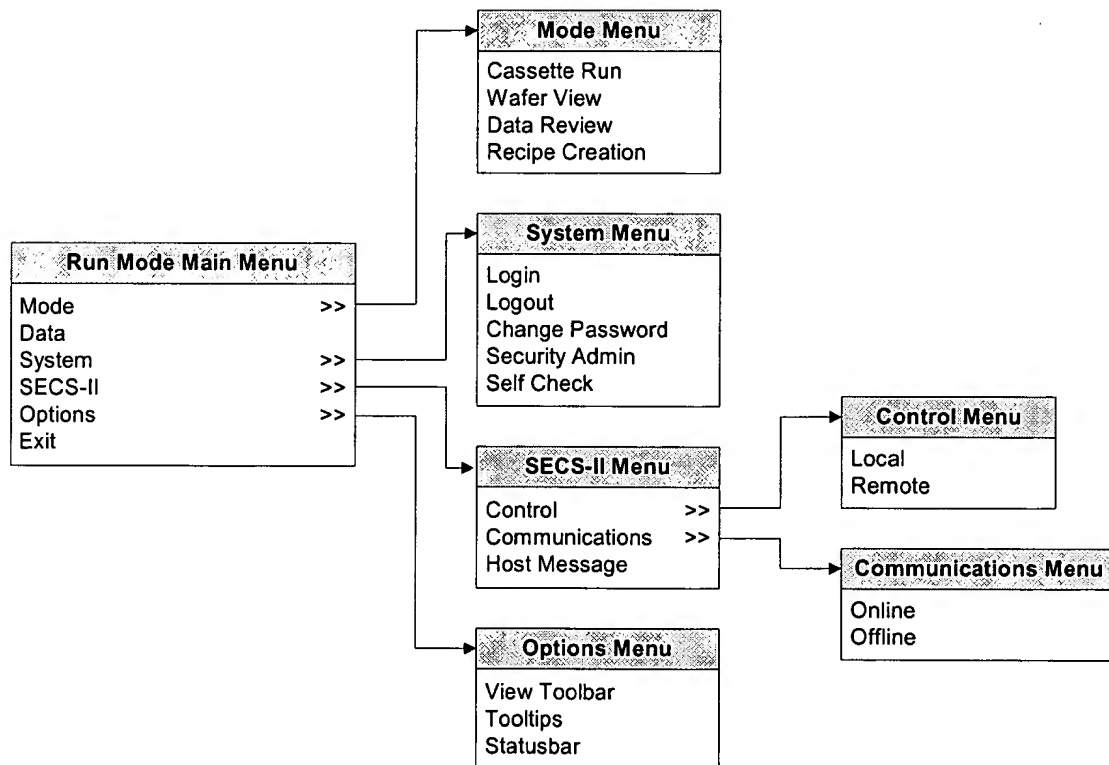 Mode Menu
Cassette Run
Wafer View
Data Review
Recipe Creation
Run Mode Main Menu
Mode >>
Data
System >>
SECS-II >>
Options >>
Exit
System Menu
Login
Logout
Change Password
Security Admin
Self Check
SECS-II Menu
Control >>
Communications >>
Host Message
Control Menu
Local
Remote
Communications Menu
Online
Offline
Options Menu
View Toolbar
Tooltips
Statusbar